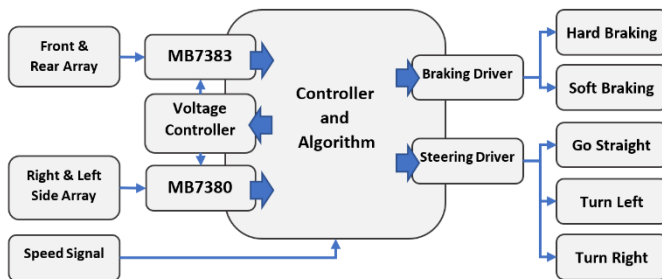 Front &
Rear Array
MB7383
Voltage
Controller
Right & Left
Side Array
MB7380
Speed Signal
Controller
and
Algorithm
Braking Driver
Steering Driver
Hard Braking
Soft Braking
Go Straight
Turn Left
Turn Right